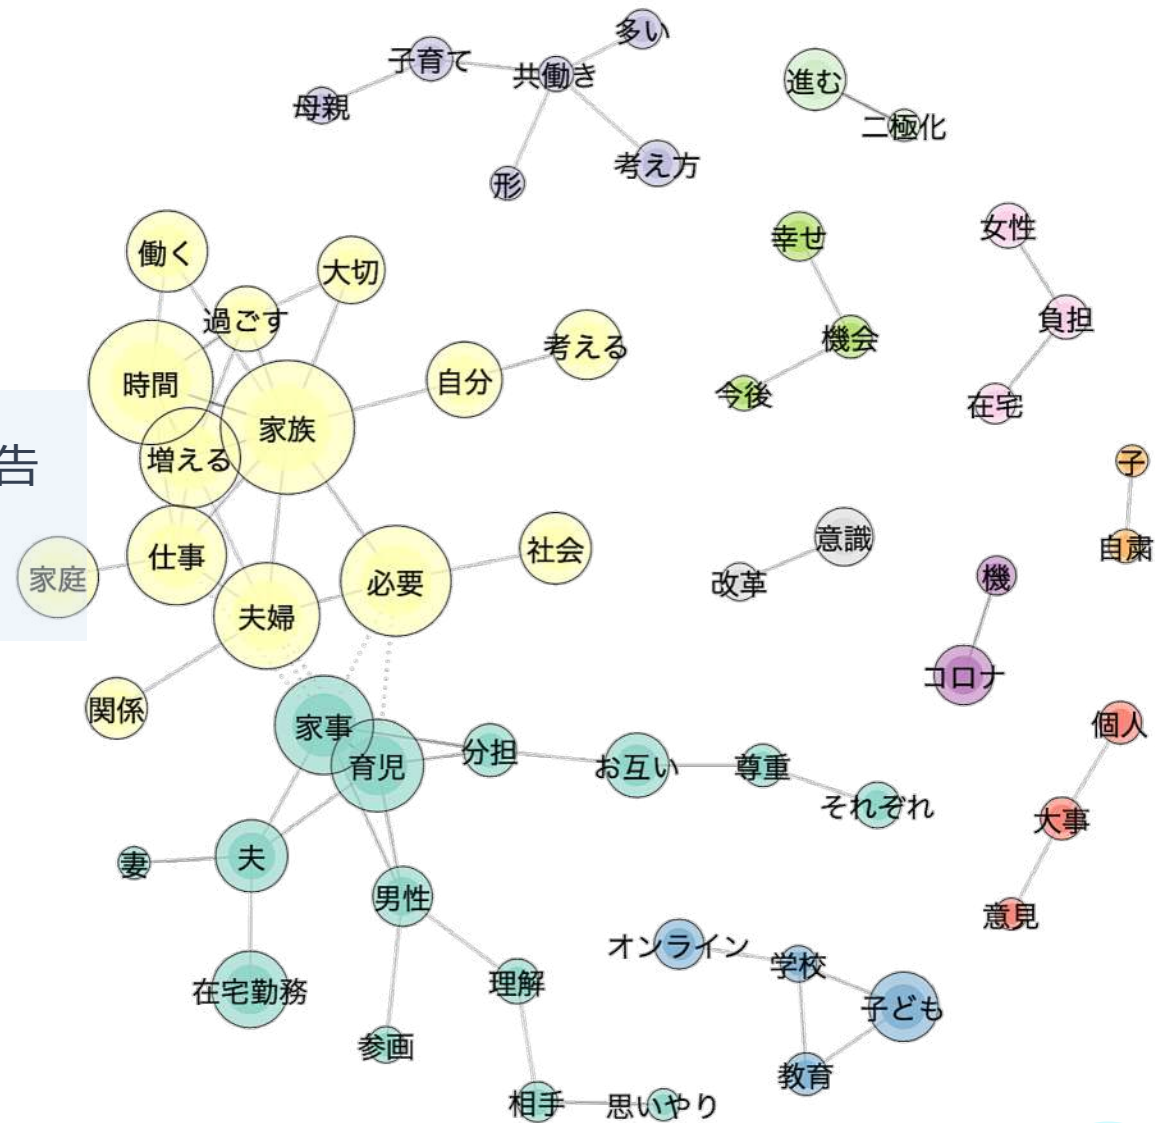 多い
子育て
共働き
母親
考え方
形
進む
二極化
働く
大切
過ごす
時間
家族
増える
自分
考える
仕事
家庭
夫婦
必要
社会
関係
告
幸せ
機会
今後
女性
負担
在宅
子
自粛
意識
改革
機
コロナ
家事
育児
分担
お互い
尊重
それぞれ
妻
夫
男性
在宅勤務
理解
参画
相手
思いやり
個人
大事
意見
オンライン
学校
子ども
教育